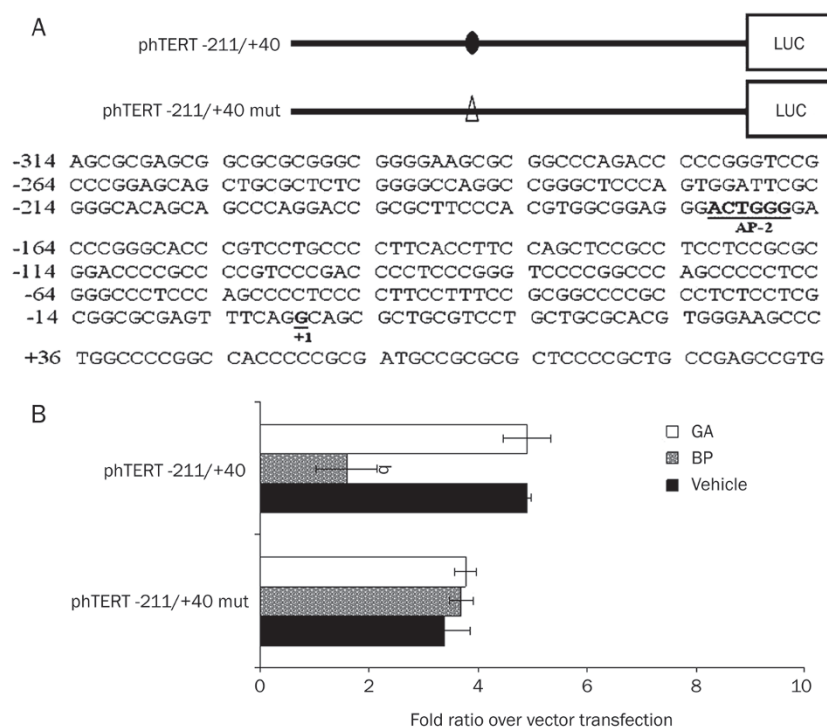 A
phTERT -211/+40 LUC
phTERT -211/+40 mut LUC
-314 AGCGCGAGCG GCGCGCGGGC GGGGAAGCGC GGCCCAGACC CCCGGGTCCG
-264 CCCGGAGCAG CTGCGCTCTC GGGGCCAGGC CGGGCTCCCA GTGGATTCGC
-214 GGGCACAGCA GCCCAGGACC GCGCTTCCCA CGTGGCGGAG GGACTGGGGA
AP-2
-164 CCCGGGCACC CGTCCTGCCC CTTCACCTTC CAGCTCCGCC TCCTCCGCGC
-114 GGACCCCGCC CCGTCCCGAC CCCTCCCGGG TCCCCGGCCC AGCCCCCTCC
-64 GGGCCCTCCC AGCCCCTCCC CTTCCTTTCC GCGGCCCCGC CCTCTCCTCG
-14 CGGCGCGAGT TTCAGGCAGC GCTGCGTCCT GCTGCGCACG TGGGAAGCCC
+1
+36 TGGCCCCGGC CACCCCCGCG ATGCCGCGCG CTCCCCGCTG CCGAGCCGTG
B
phTERT -211/+40
b
phTERT -211/+40 mut
GA
BP
Vehicle
0 2 4 6 8 10
Fold ratio over vector transfection